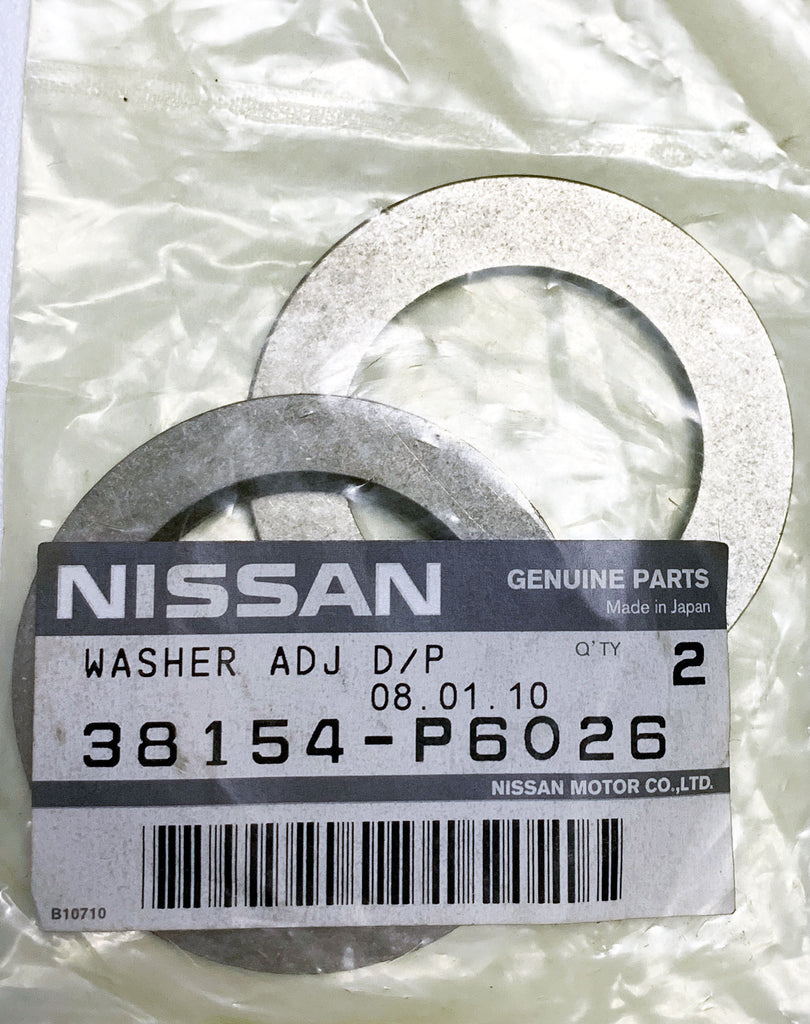 NISSAN GENUINE PARTS
Made in Japan
WASHER ADJ D/P Q'TY 2
08.01.10
38154-P6026
NISSAN MOTOR CO.,LTD.
B10710